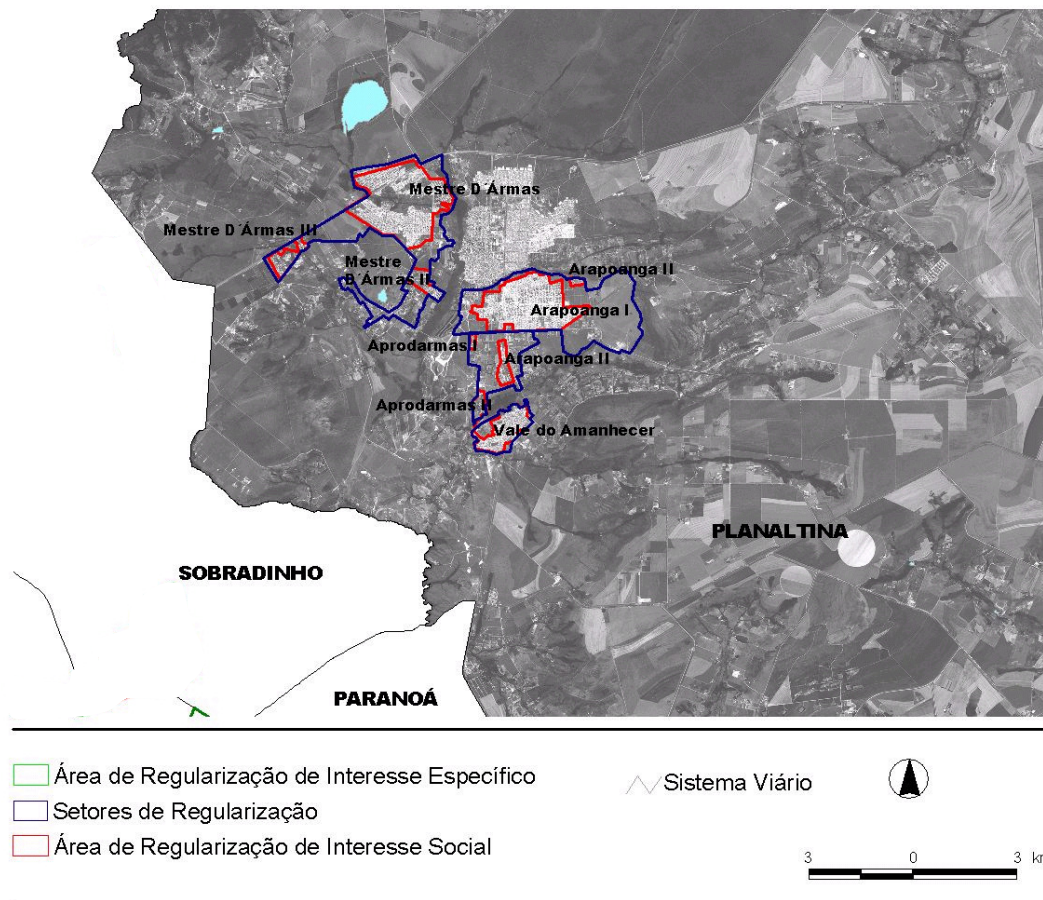 Mestre D´Ármas
Mestre D´Ármas III
Mestre
D´Ármas II
Arapoanga II
Arapoanga I
Aprodarmas I
Arapoanga II
Aprodarmas II
Vale do Amanhecer
PLANALTINA
SOBRADINHO
PARANOÁ
Área de Regularização de Interesse Específico
Setores de Regularização
Área de Regularização de Interesse Social
Sistema Viário
3 0 3 km